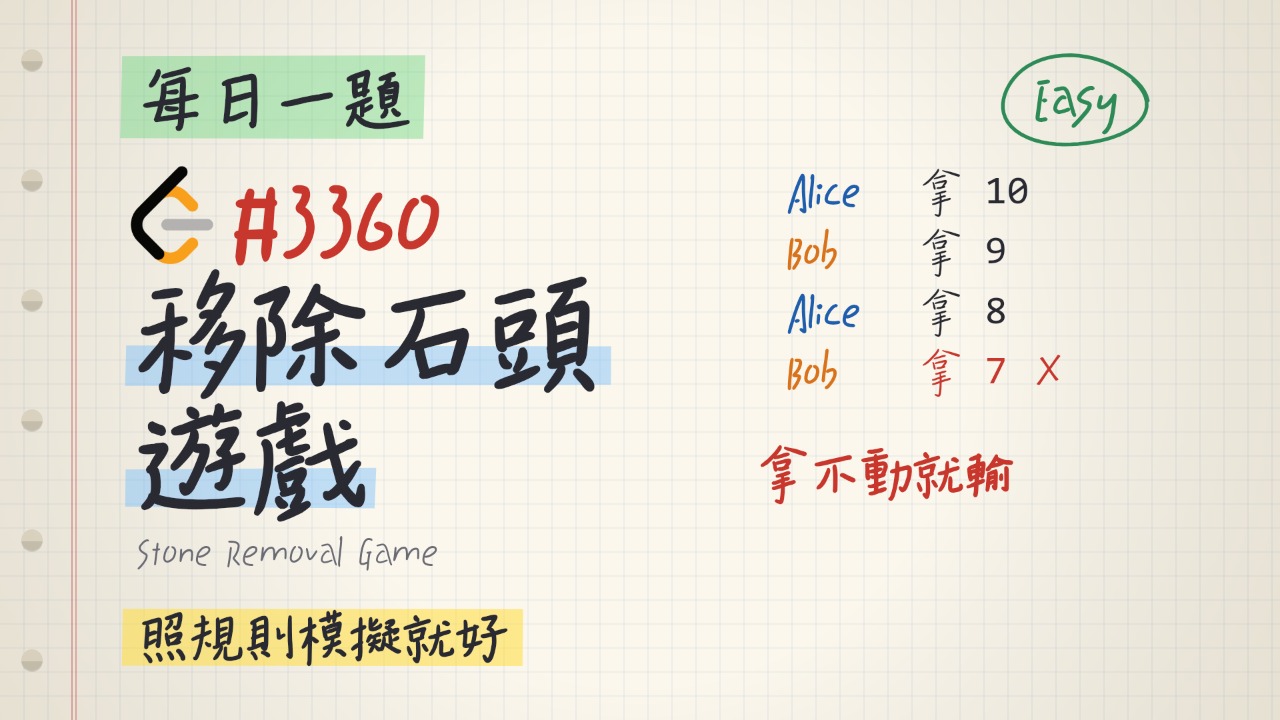 每日一題
#3360
移除石頭
遊戲
Stone Removal Game
照規則模擬就好
Easy
Alice 拿 10
Bob 拿 9
Alice 拿 8
Bob 拿 7 X
拿不動就輸